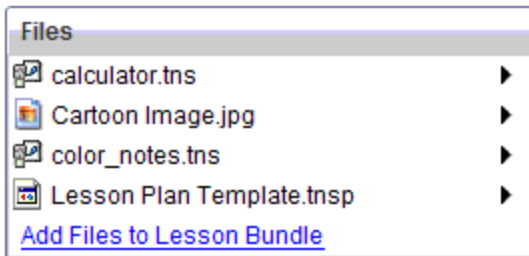 Files
calculator.tns
Cartoon Image.jpg
color_notes.tns
Lesson Plan Template.tnsp
Add Files to Lesson Bundle